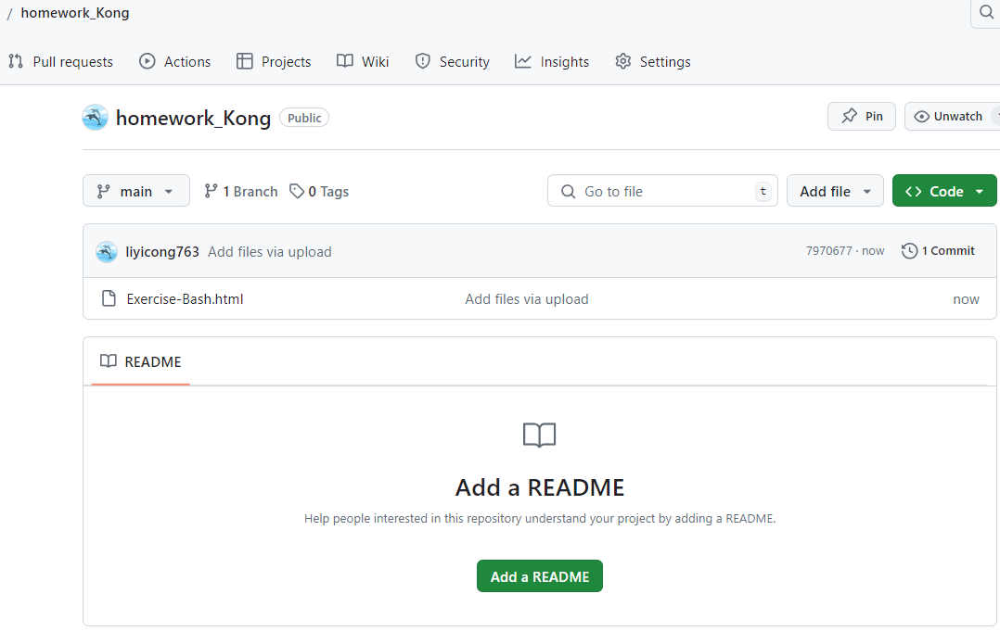 / homework_Kong
Pull requests Actions Projects Wiki Security Insights Settings
homework_Kong Public Pin Unwatch
main 1 Branch 0 Tags Go to file t Add file Code
liyicong763 Add files via upload 7970677 · now 1 Commit
Exercise-Bash.html Add files via upload now
README
Add a README
Help people interested in this repository understand your project by adding a README.
Add a README